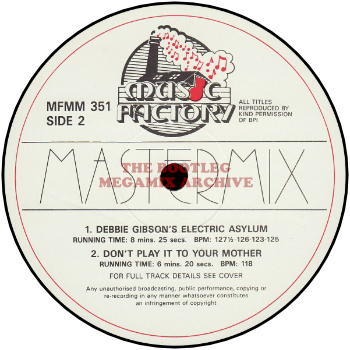 music
FACTORY
MFMM 351
SIDE 2
ALL TITLES
REPRODUCED BY
KIND PERMISSION
OF BPI
MASTERMIX
THE BOOTLEG
MEGAMIX ARCHIVE
1. DEBBIE GIBSON'S ELECTRIC ASYLUM
RUNNING TIME: 8 mins. 25 secs. BPM: 127½-126-123-125
2. DON'T PLAY IT TO YOUR MOTHER
RUNNING TIME: 6 mins. 20 secs. BPM: 118
FOR FULL TRACK DETAILS SEE COVER
Any unauthorised broadcasting, public performance, copying or
re-recording in any manner whatsoever constitutes
an infringement of copyright